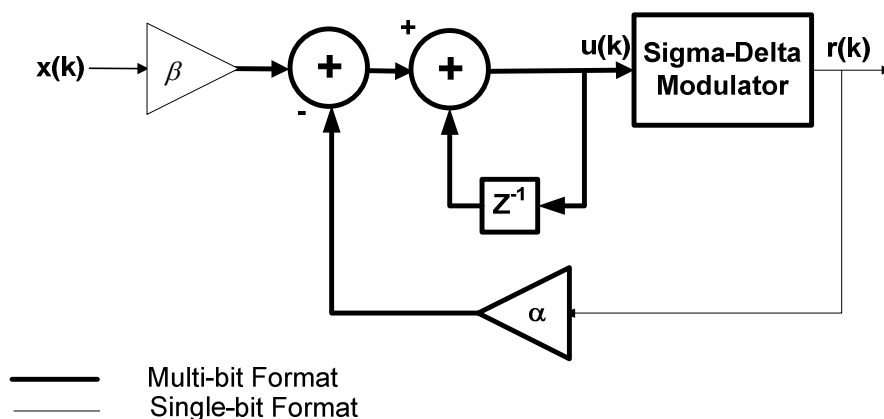 x(k)
β
+
-
+
+
u(k)
Sigma-Delta
Modulator
r(k)
Z⁻¹
α
Multi-bit Format
Single-bit Format